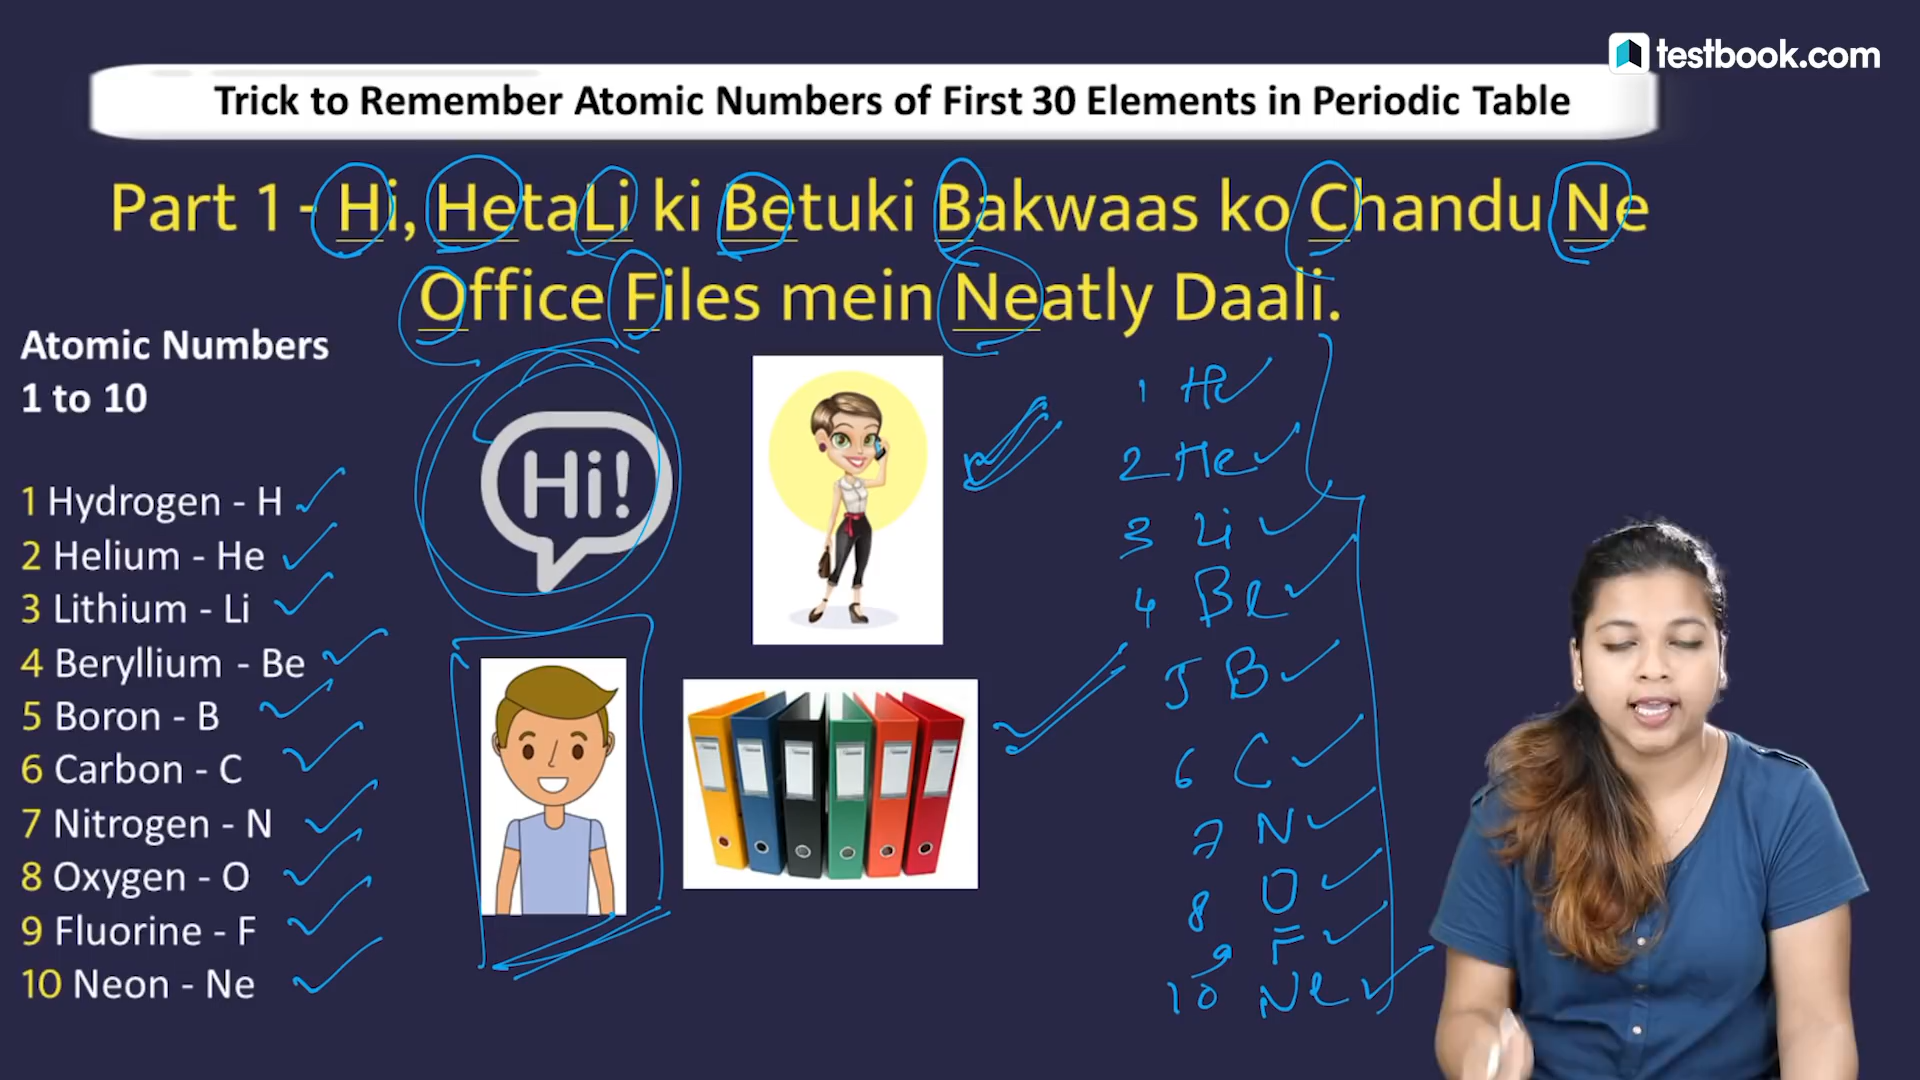 testbook.com
Trick to Remember Atomic Numbers of First 30 Elements in Periodic Table
Part 1 - Hi, HetaLi ki Betuki Bakwaas ko Chandu Ne
Office Files mein Neatly Daali.
Atomic Numbers
1 to 10
1 Hydrogen - H
2 Helium - He
3 Lithium - Li
4 Beryllium - Be
5 Boron - B
6 Carbon - C
7 Nitrogen - N
8 Oxygen - O
9 Fluorine - F
10 Neon - Ne
Hi!
1
2 He
3 Li
4 Be
5 B
6 C
7 N
8 O
9 F
10 Ne